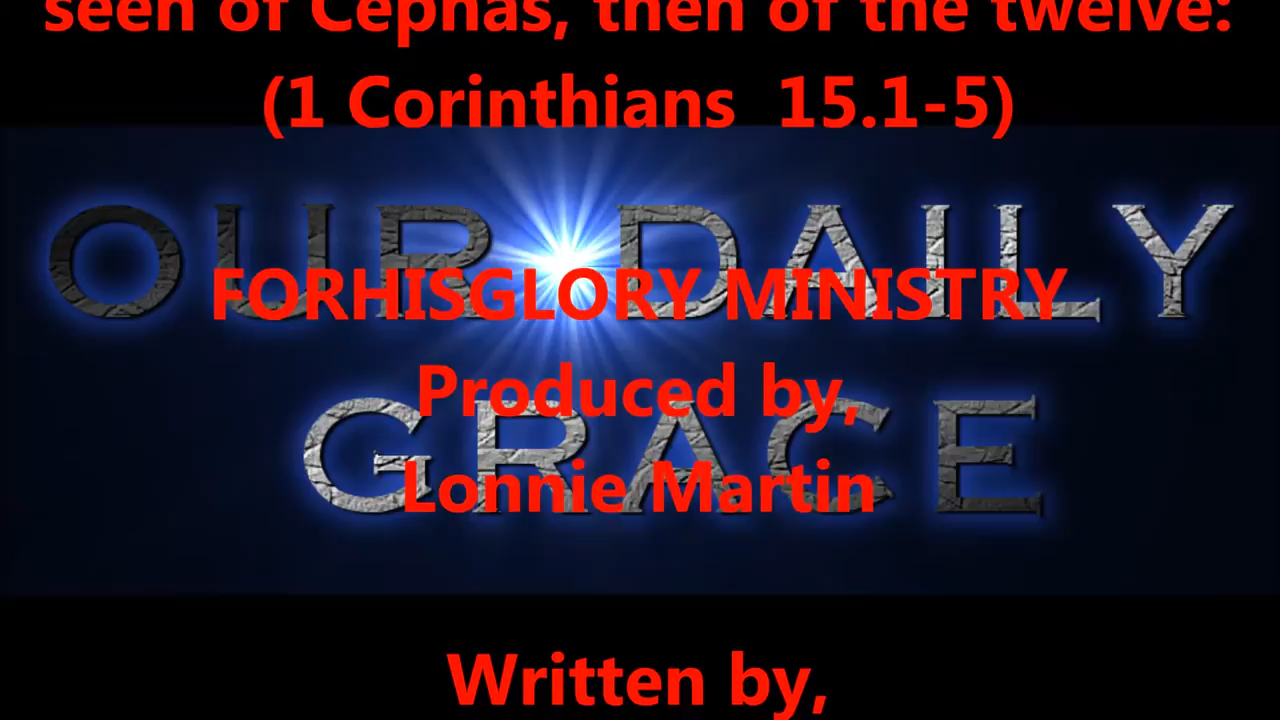 seen of Cephas, then of the twelve:
(1 Corinthians 15.1-5)
OUR DAILY
FORHISGLORY MINISTRY
Produced by,
GRACE
Lonnie Martin
Written by,